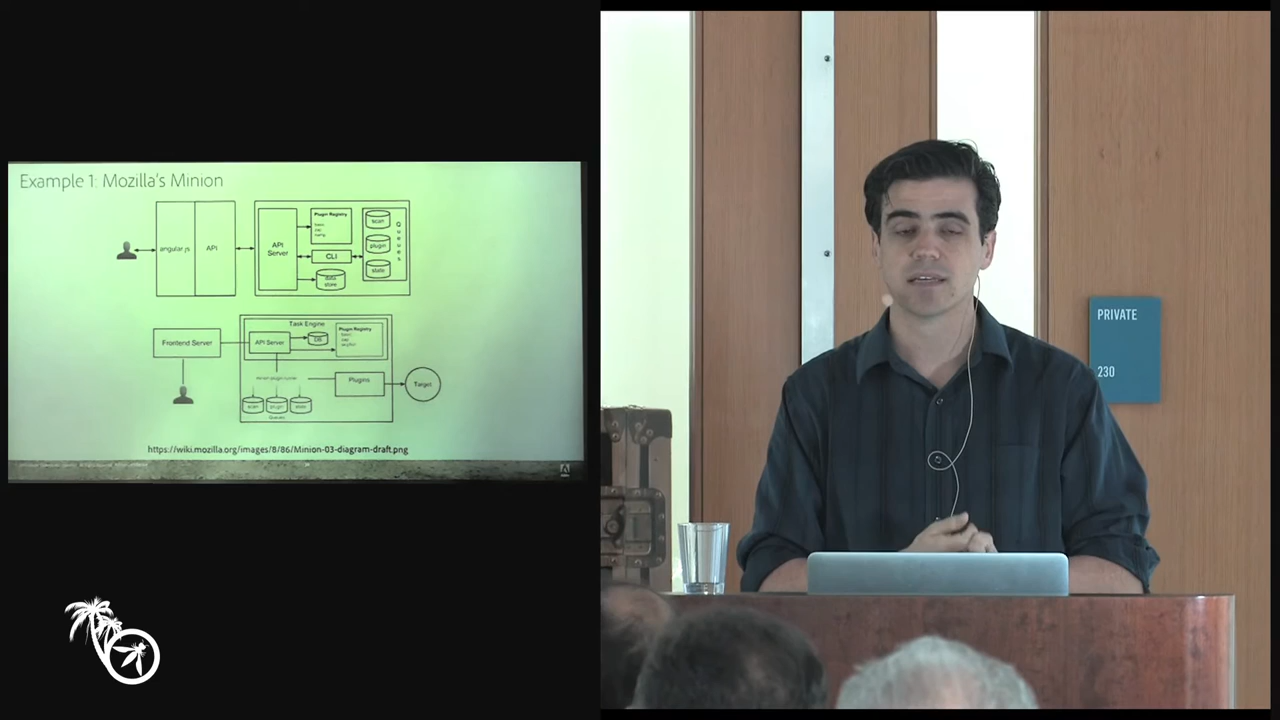 Example 1: Mozilla's Minion
angular.js
API
API
Server
Plugin Registry
CLI
data
store
scan
plugin
state
Queues
Frontend Server
Task Engine
API Server
DB
Plugin Registry
Plugins
Target
scan
plugin
state
Queues
https://wiki.mozilla.org/images/8/86/Minion-03-diagram-draft.png
PRIVATE
230